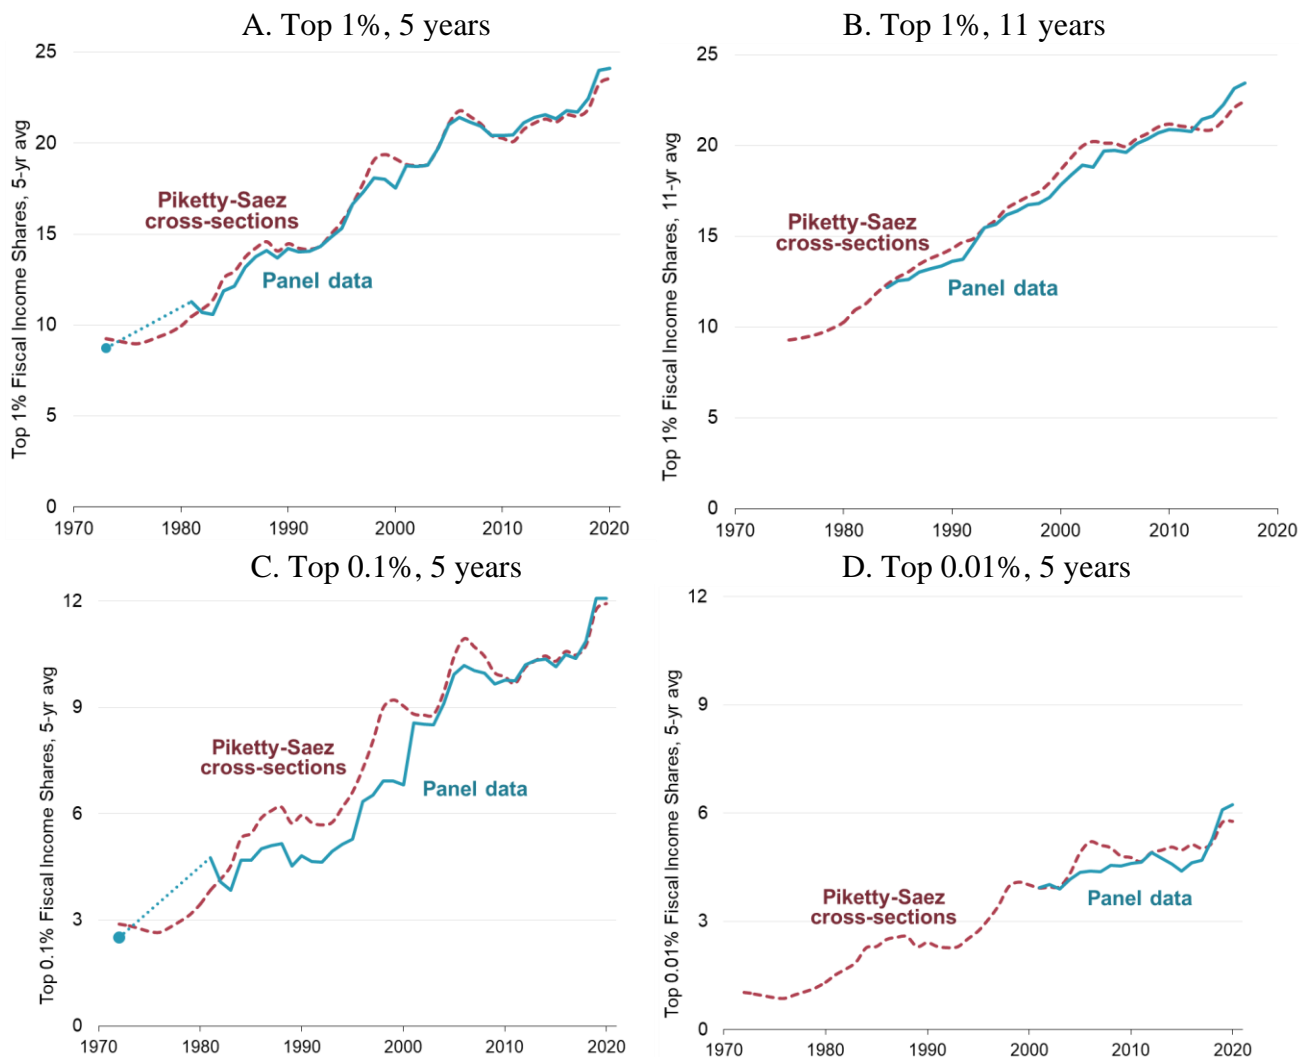 A. Top 1%, 5 years
Top 1% Fiscal Income Shares, 5-yr avg
25
20
15
10
5
0
Piketty-Saez
cross-sections
Panel data
1970 1980 1990 2000 2010 2020
B. Top 1%, 11 years
Top 1% Fiscal Income Shares, 11-yr avg
25
20
15
10
5
0
Piketty-Saez
cross-sections
Panel data
1970 1980 1990 2000 2010 2020
C. Top 0.1%, 5 years
Top 0.1% Fiscal Income Shares, 5-yr avg
12
9
6
3
0
Piketty-Saez
cross-sections
Panel data
1970 1980 1990 2000 2010 2020
D. Top 0.01%, 5 years
Top 0.01% Fiscal Income Shares, 5-yr avg
12
9
6
3
0
Piketty-Saez
cross-sections
Panel data
1970 1980 1990 2000 2010 2020